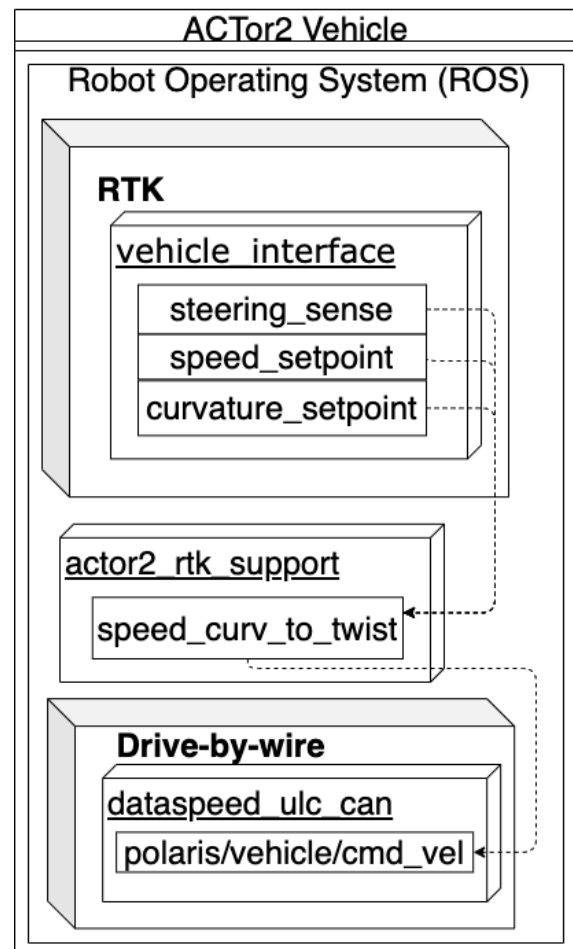 ACTor2 Vehicle
Robot Operating System (ROS)
RTK
vehicle_interface
steering_sense
speed_setpoint
curvature_setpoint
actor2_rtk_support
speed_curv_to_twist
Drive-by-wire
dataspeed_ulc_can
polaris/vehicle/cmd_vel